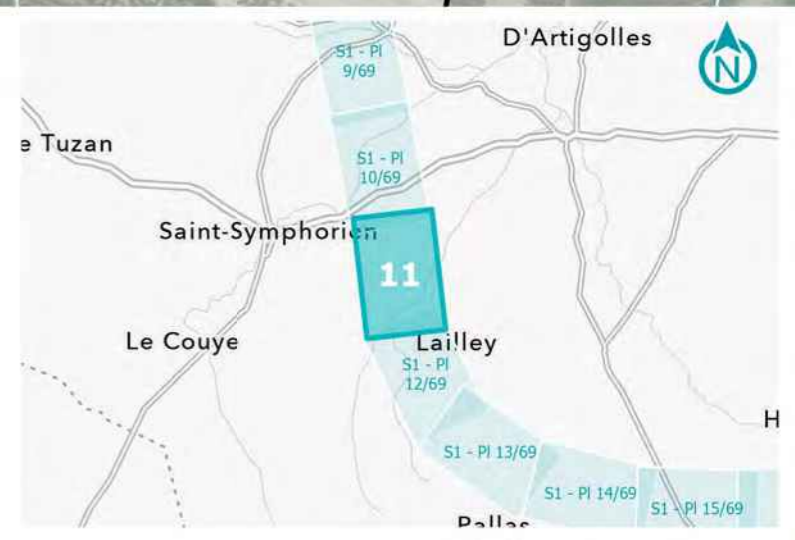 D'Artigolles
N
S1 - Pl
9/69
e Tuzan
S1 - Pl
10/69
Saint-Symphorien
11
Le Couye
Lailley
S1 - Pl
12/69
H
S1 - Pl 13/69
S1 - Pl 14/69
S1 - Pl 15/69
Pallas